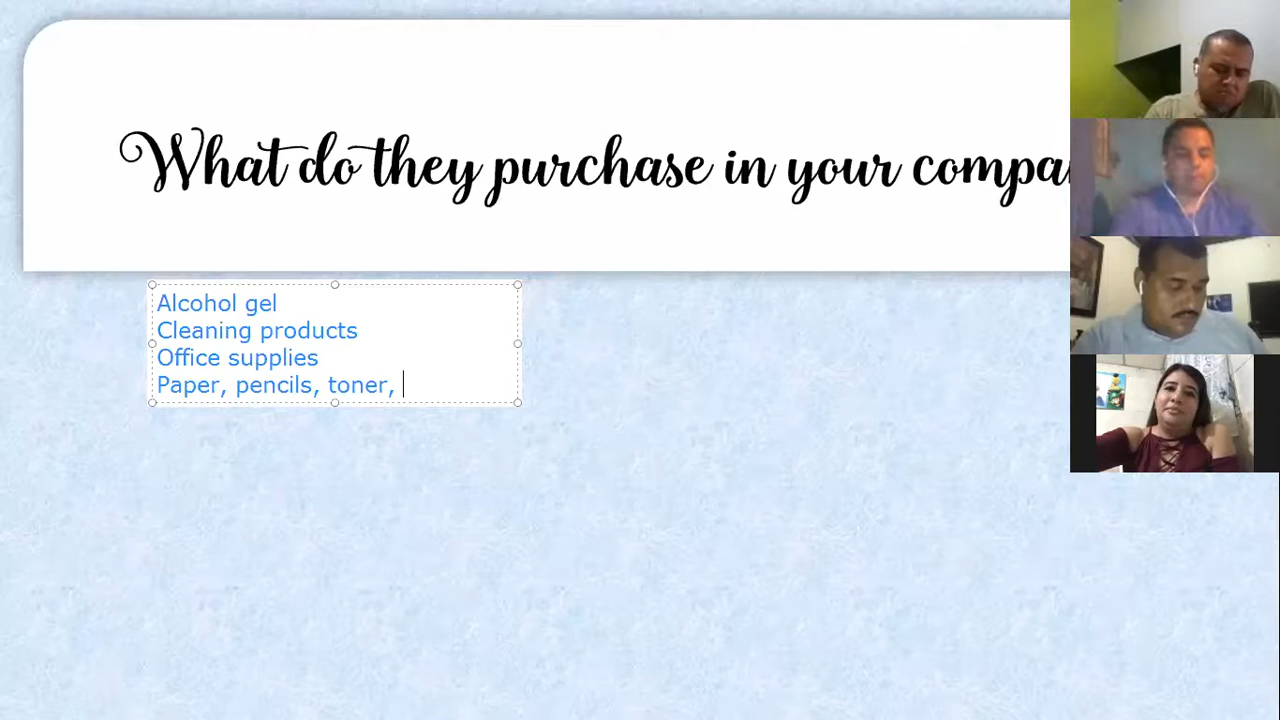 What do they purchase in your compa
Alcohol gel
Cleaning products
Office supplies
Paper, pencils, toner,